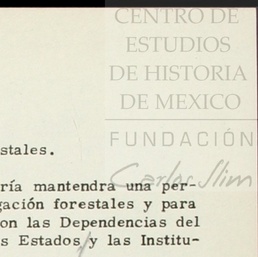 CENTRO DE
ESTUDIOS
DE HISTORIA
DE MEXICO
FUNDACIÓN
Carlos Slim
stales.
ría mantendra una per-
gación forestales y para
on las Dependencias del
s Estados y las Institu-